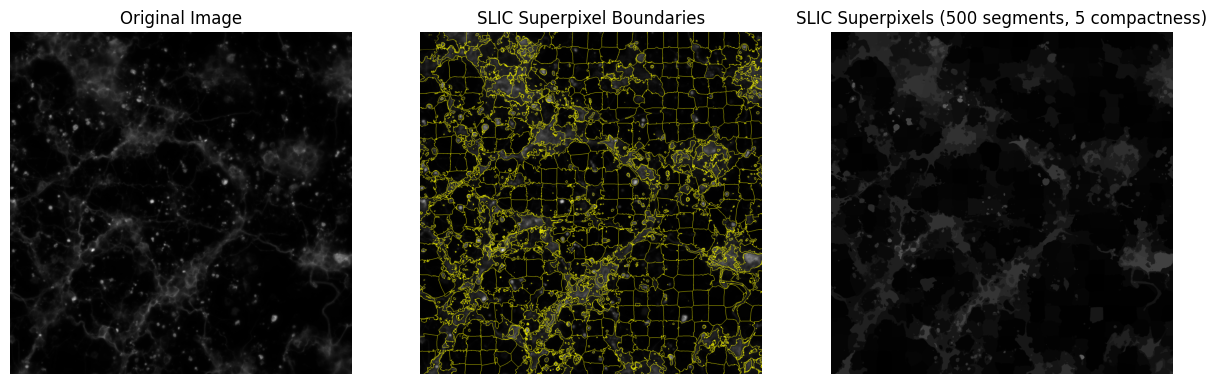 Original Image
SLIC Superpixel Boundaries
SLIC Superpixels (500 segments, 5 compactness)